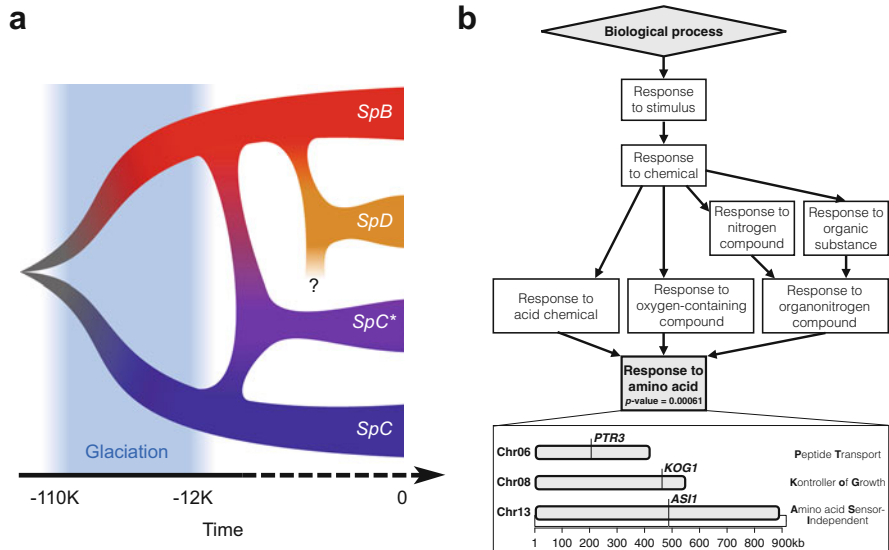 a
SpB
SpD
?
SpC*
SpC
Glaciation
-110K
-12K
0
Time
b
Biological process
Response
to stimulus
Response
to chemical
Response to
nitrogen
compound
Response to
organic
substance
Response to
acid chemical
Response to
oxygen-containing
compound
Response to
organonitrogen
compound
Response to
amino acid
p-value = 0.00061
Chr06
PTR3
Peptide Transport
Chr08
KOG1
Kontroller of Growth
Chr13
ASI1
Amino acid Sensor-
Independent
1 100 200 300 400 500 600 700 800 900kb